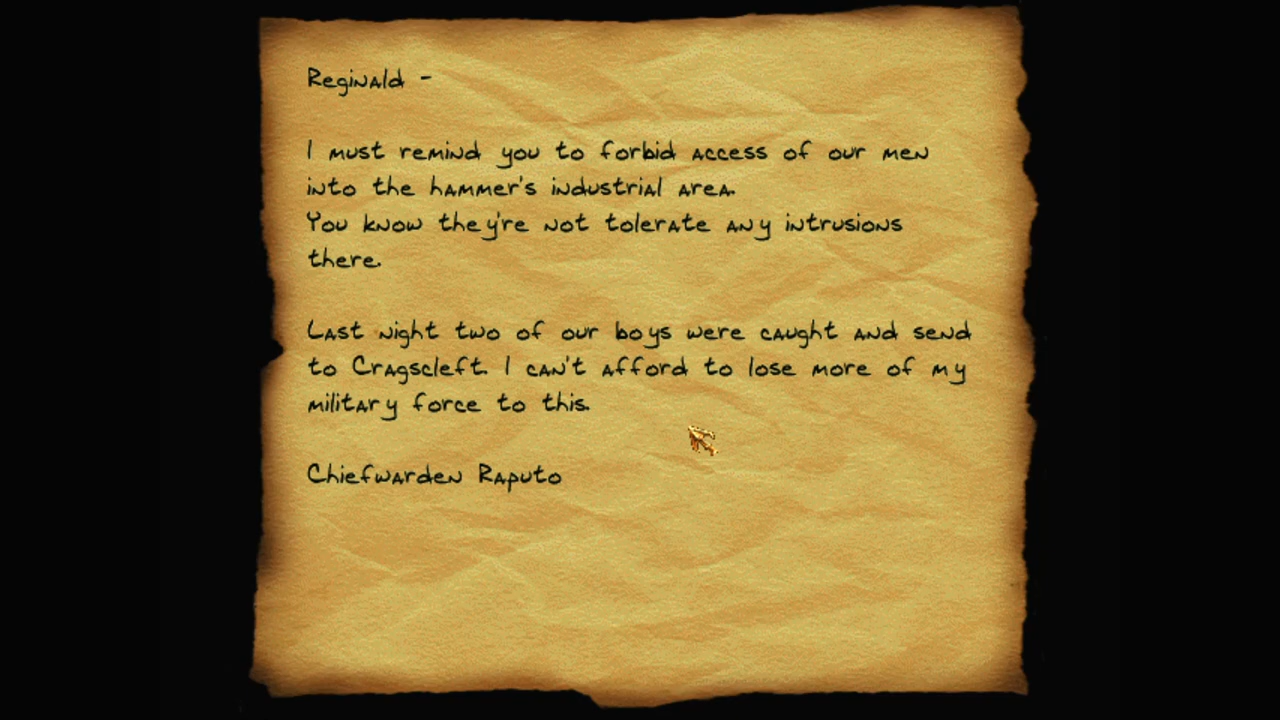 Reginald -
I must remind you to forbid access of our men
into the hammer's industrial area.
You know they're not tolerate any intrusions
there.
Last night two of our boys were caught and send
to Cragscleft. I can't afford to lose more of my
military force to this.
Chiefwarden Raputo